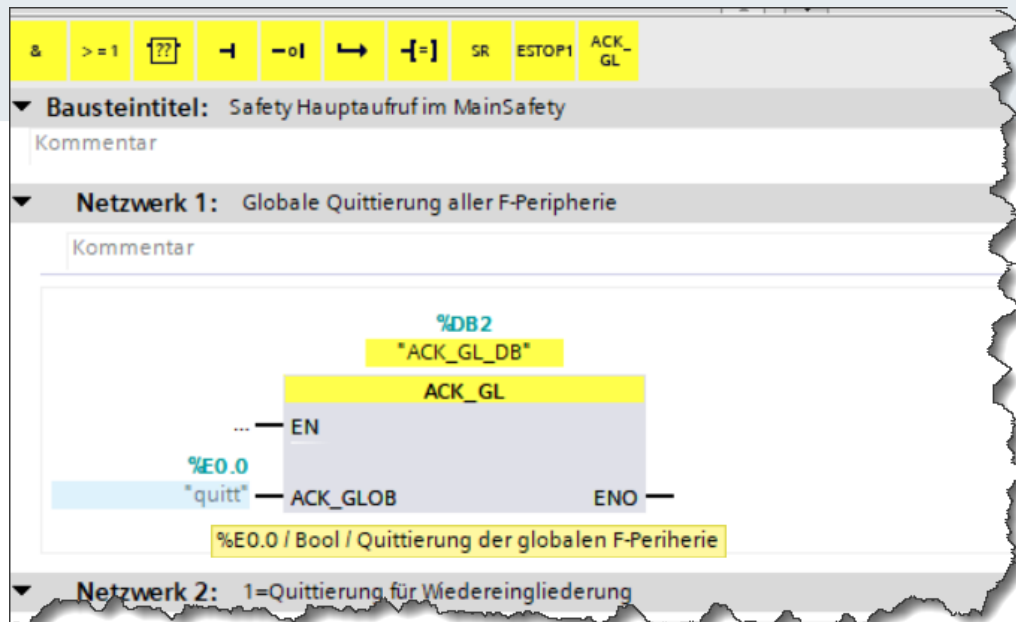 & >=1 ?? SR ESTOP1 ACK_
GL
Bausteintitel: Safety Hauptaufruf im MainSafety
Kommentar
Netzwerk 1: Globale Quittierung aller F-Peripherie
Kommentar
%DB2
"ACK_GL_DB"
ACK_GL
... EN
%E0.0
"quitt" ACK_GLOB ENO
%E0.0 / Bool / Quittierung der globalen F-Periherie
Netzwerk 2: 1=Quittierung für Wiedereingliederung